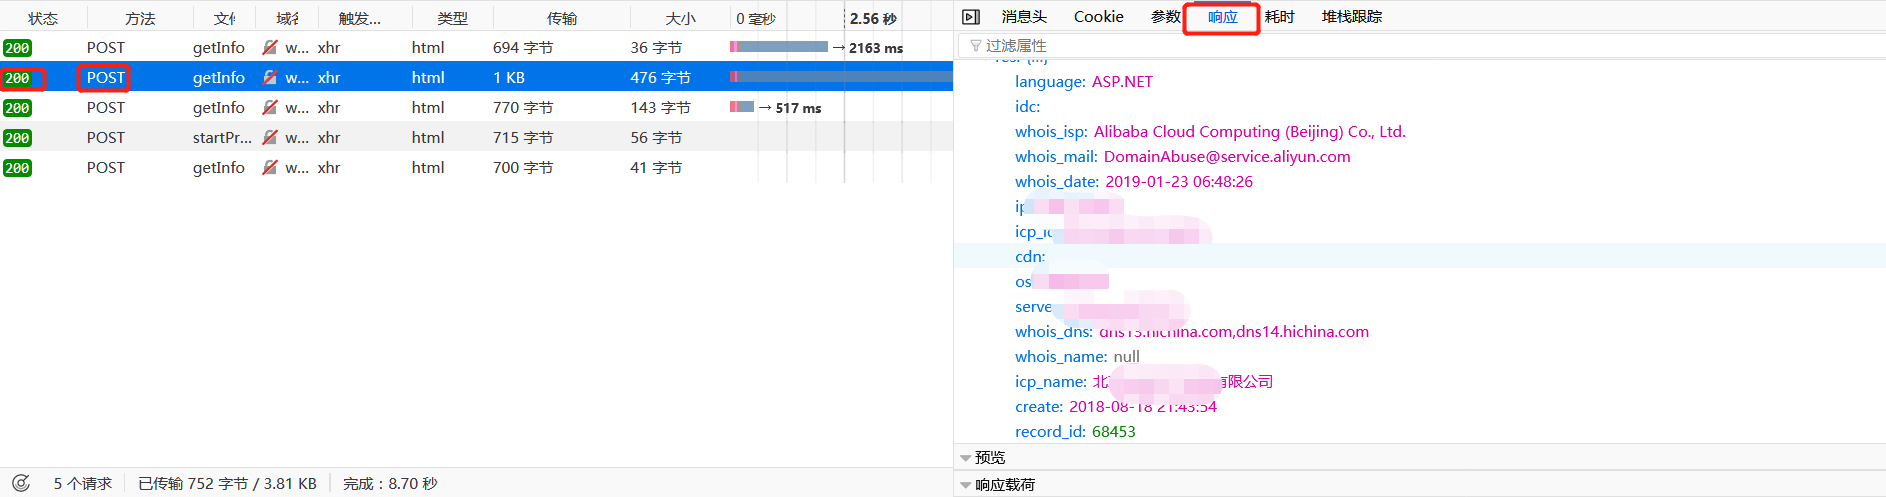 状态 方法 文件 域名 触发... 类型 传输 大小 0 毫秒 2.56 秒
200 POST getInfo w... xhr html 694 字节 36 字节 → 2163 ms
200 POST getInfo w... xhr html 1 KB 476 字节
200 POST getInfo w... xhr html 770 字节 143 字节 → 517 ms
200 POST startPr... w... xhr html 715 字节 56 字节
200 POST getInfo w... xhr html 700 字节 41 字节
5 个请求 已传输 752 字节 / 3.81 KB 完成：8.70 秒
消息头 Cookie 参数 响应 耗时 堆栈跟踪
过滤属性
language: ASP.NET
idc:
whois_isp: Alibaba Cloud Computing (Beijing) Co., Ltd.
whois_mail: DomainAbuse@service.aliyun.com
whois_date: 2019-01-23 06:48:26
ip
icp_ic
cdn:
os
serve
whois_dns: dns13.hichina.com,dns14.hichina.com
whois_name: null
icp_name: 北 有限公司
create: 2018-08-18 21:43:54
record_id: 68453
预览
响应载荷